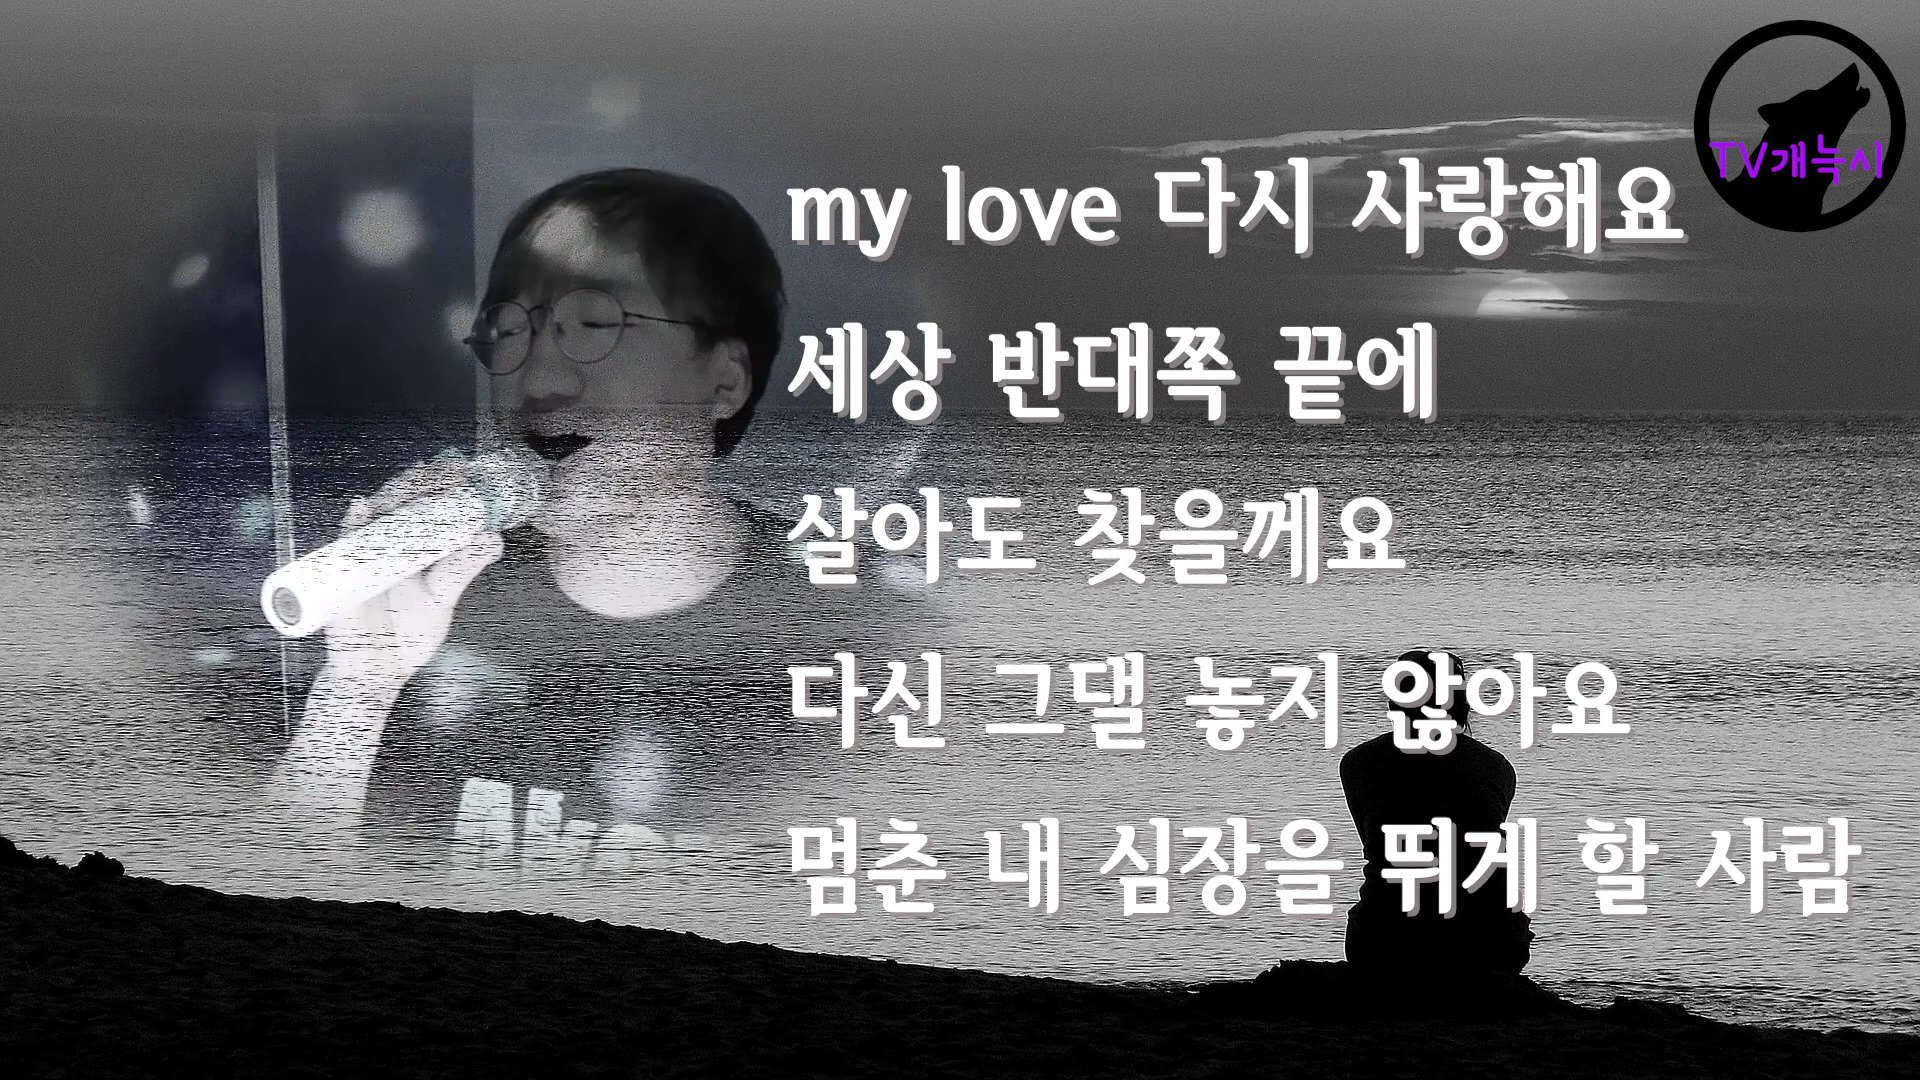 TV개늑시
my love 다시 사랑해요
세상 반대쪽 끝에
살아도 찾을께요
다신 그댈 놓지 않아요
멈춘 내 심장을 뛰게 할 사람